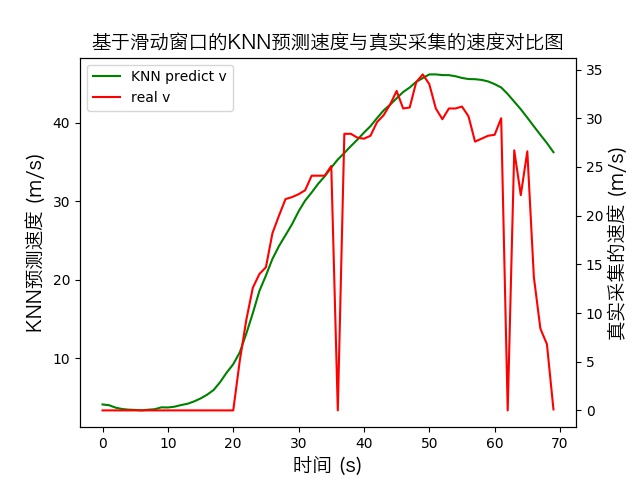 基于滑动窗口的KNN预测速度与真实采集的速度对比图
KNN predict v
real v
KNN预测速度 (m/s)
40
30
20
10
真实采集的速度 (m/s)
35
30
25
20
15
10
5
0
0 10 20 30 40 50 60 70
时间 (s)